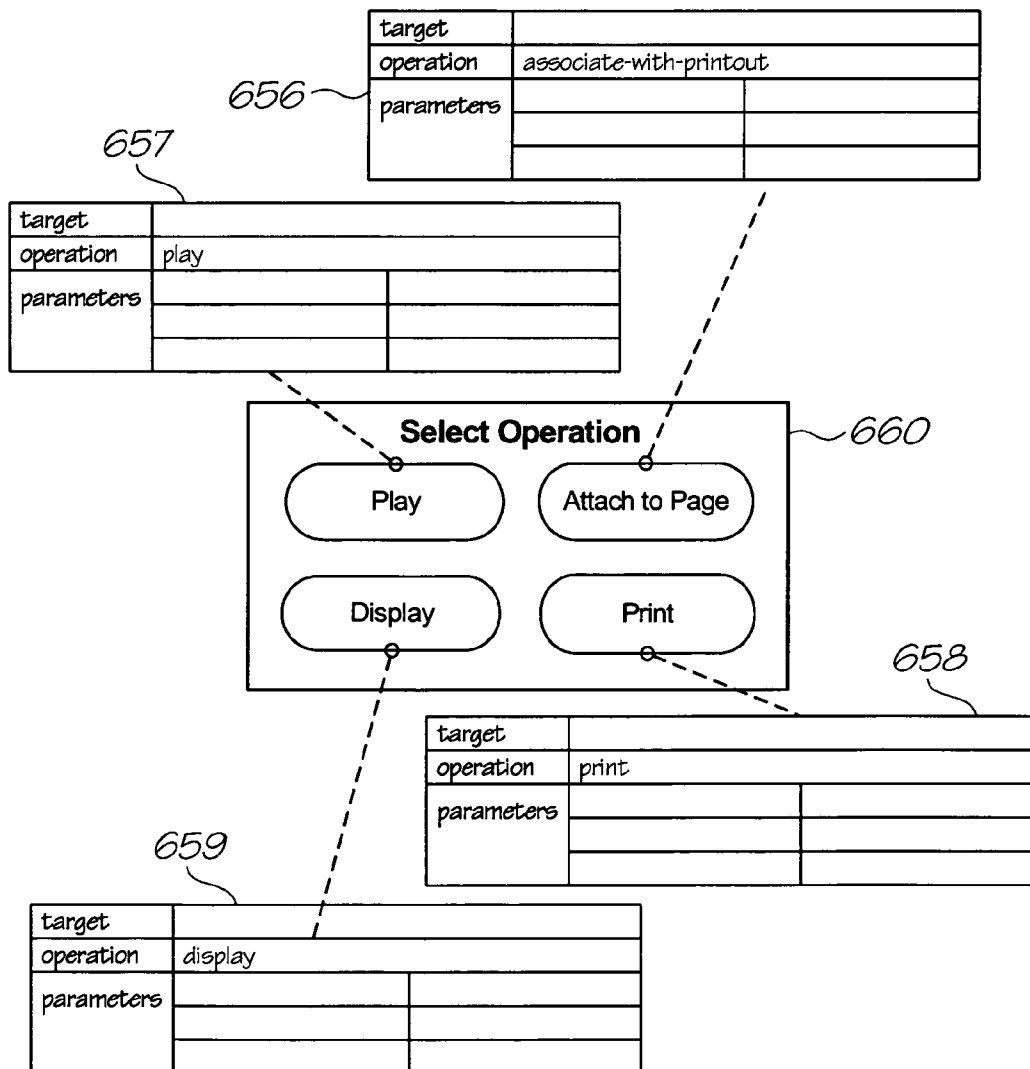 target
operation associate-with-printout
656
parameters
657
target
operation play
parameters
Select Operation
660
Play Attach to Page
Display Print
658
target
operation print
parameters
659
target
operation display
parameters